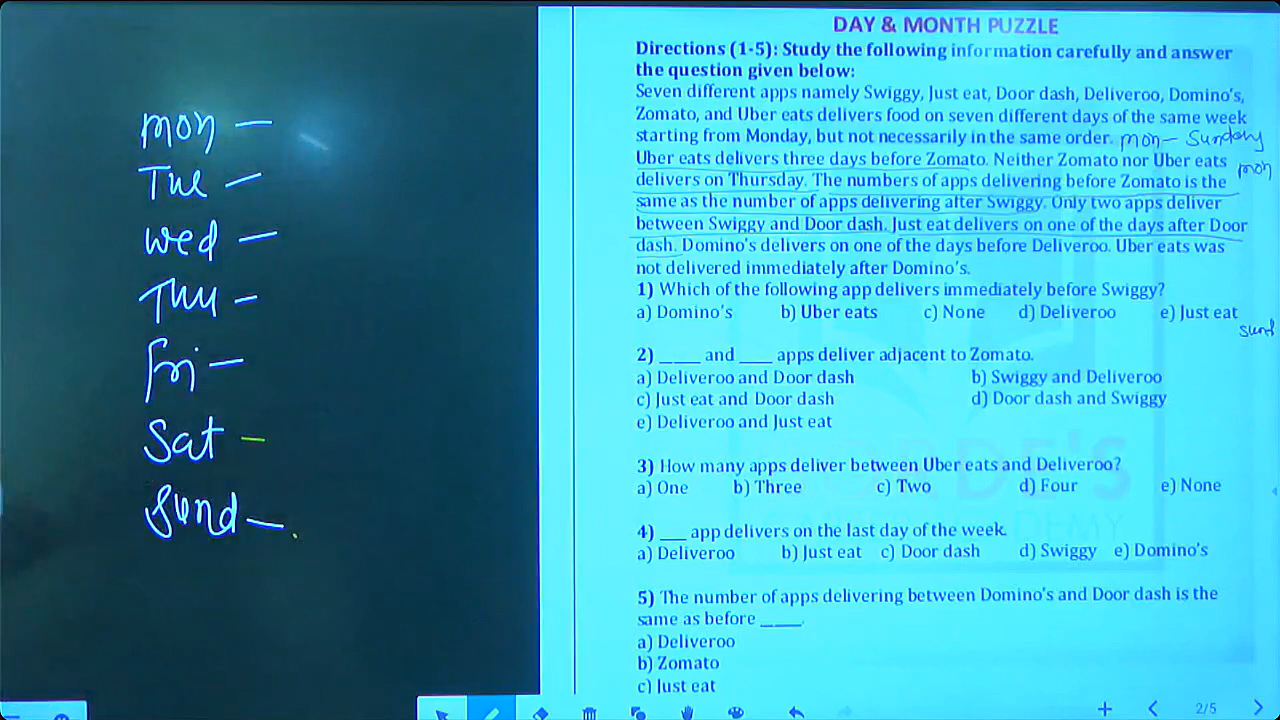 mon —
Tue —
wed —
Thu —
Fri —
Sat —
Sund —
DAY & MONTH PUZZLE
Directions (1-5): Study the following information carefully and answer
the question given below:
Seven different apps namely Swiggy, Just eat, Door dash, Deliveroo, Domino's,
Zomato, and Uber eats delivers food on seven different days of the same week
starting from Monday, but not necessarily in the same order. mon – Sunday
Uber eats delivers three days before Zomato. Neither Zomato nor Uber eats mon
delivers on Thursday. The numbers of apps delivering before Zomato is the
same as the number of apps delivering after Swiggy. Only two apps deliver
between Swiggy and Door dash. Just eat delivers on one of the days after Door
dash. Domino's delivers on one of the days before Deliveroo. Uber eats was
not delivered immediately after Domino's.
1) Which of the following app delivers immediately before Swiggy?
a) Domino's b) Uber eats c) None d) Deliveroo e) Just eat
sund
2) ____ and ____ apps deliver adjacent to Zomato.
a) Deliveroo and Door dash b) Swiggy and Deliveroo
c) Just eat and Door dash d) Door dash and Swiggy
e) Deliveroo and Just eat
3) How many apps deliver between Uber eats and Deliveroo?
a) One b) Three c) Two d) Four e) None
4) ___ app delivers on the last day of the week.
a) Deliveroo b) Just eat c) Door dash d) Swiggy e) Domino's
5) The number of apps delivering between Domino's and Door dash is the
same as before ____.
a) Deliveroo
b) Zomato
c) Just eat
2/5